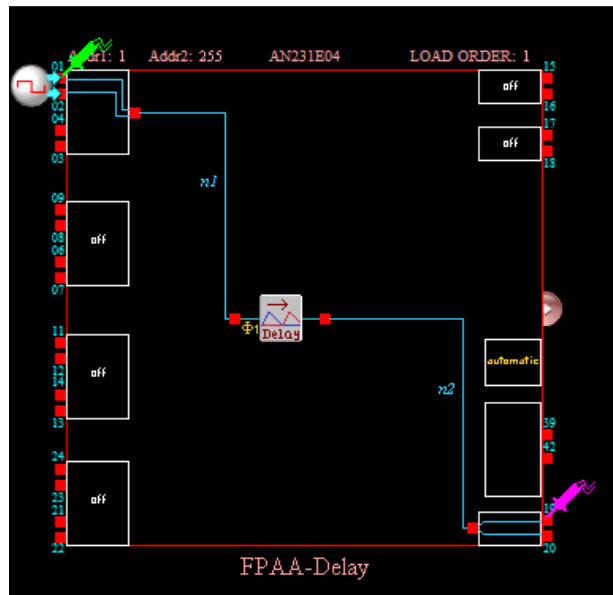 Addr1: 1 Addr2: 255 AN231E04 LOAD ORDER: 1
01
02
04
03
09
08
06
07
11
12
14
13
24
23
21
22
off
off
off
n1
Φ1
Delay
n2
15
off
16
17
off
18
automatic
39
42
19
20
FPAA-Delay